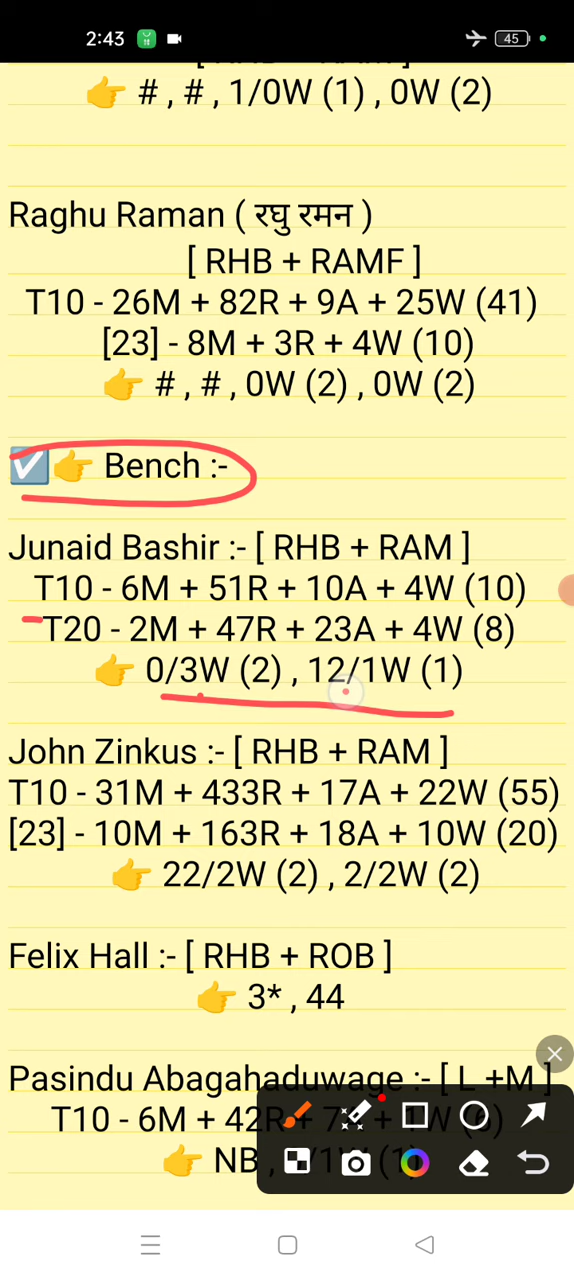 2:43
45
👉 # , # , 1/0W (1) , 0W (2)
Raghu Raman ( रघु रमन )
[ RHB + RAMF ]
T10 - 26M + 82R + 9A + 25W (41)
[23] - 8M + 3R + 4W (10)
👉 # , # , 0W (2) , 0W (2)
☑️👉 Bench :-
Junaid Bashir :- [ RHB + RAM ]
T10 - 6M + 51R + 10A + 4W (10)
T20 - 2M + 47R + 23A + 4W (8)
👉 0/3W (2) , 12/1W (1)
John Zinkus :- [ RHB + RAM ]
T10 - 31M + 433R + 17A + 22W (55)
[23] - 10M + 163R + 18A + 10W (20)
👉 22/2W (2) , 2/2W (2)
Felix Hall :- [ RHB + ROB ]
👉 3* , 44
Pasindu Abagahaduwage :- [ L +M ]
T10 - 6M + 42R +
👉 NB ,